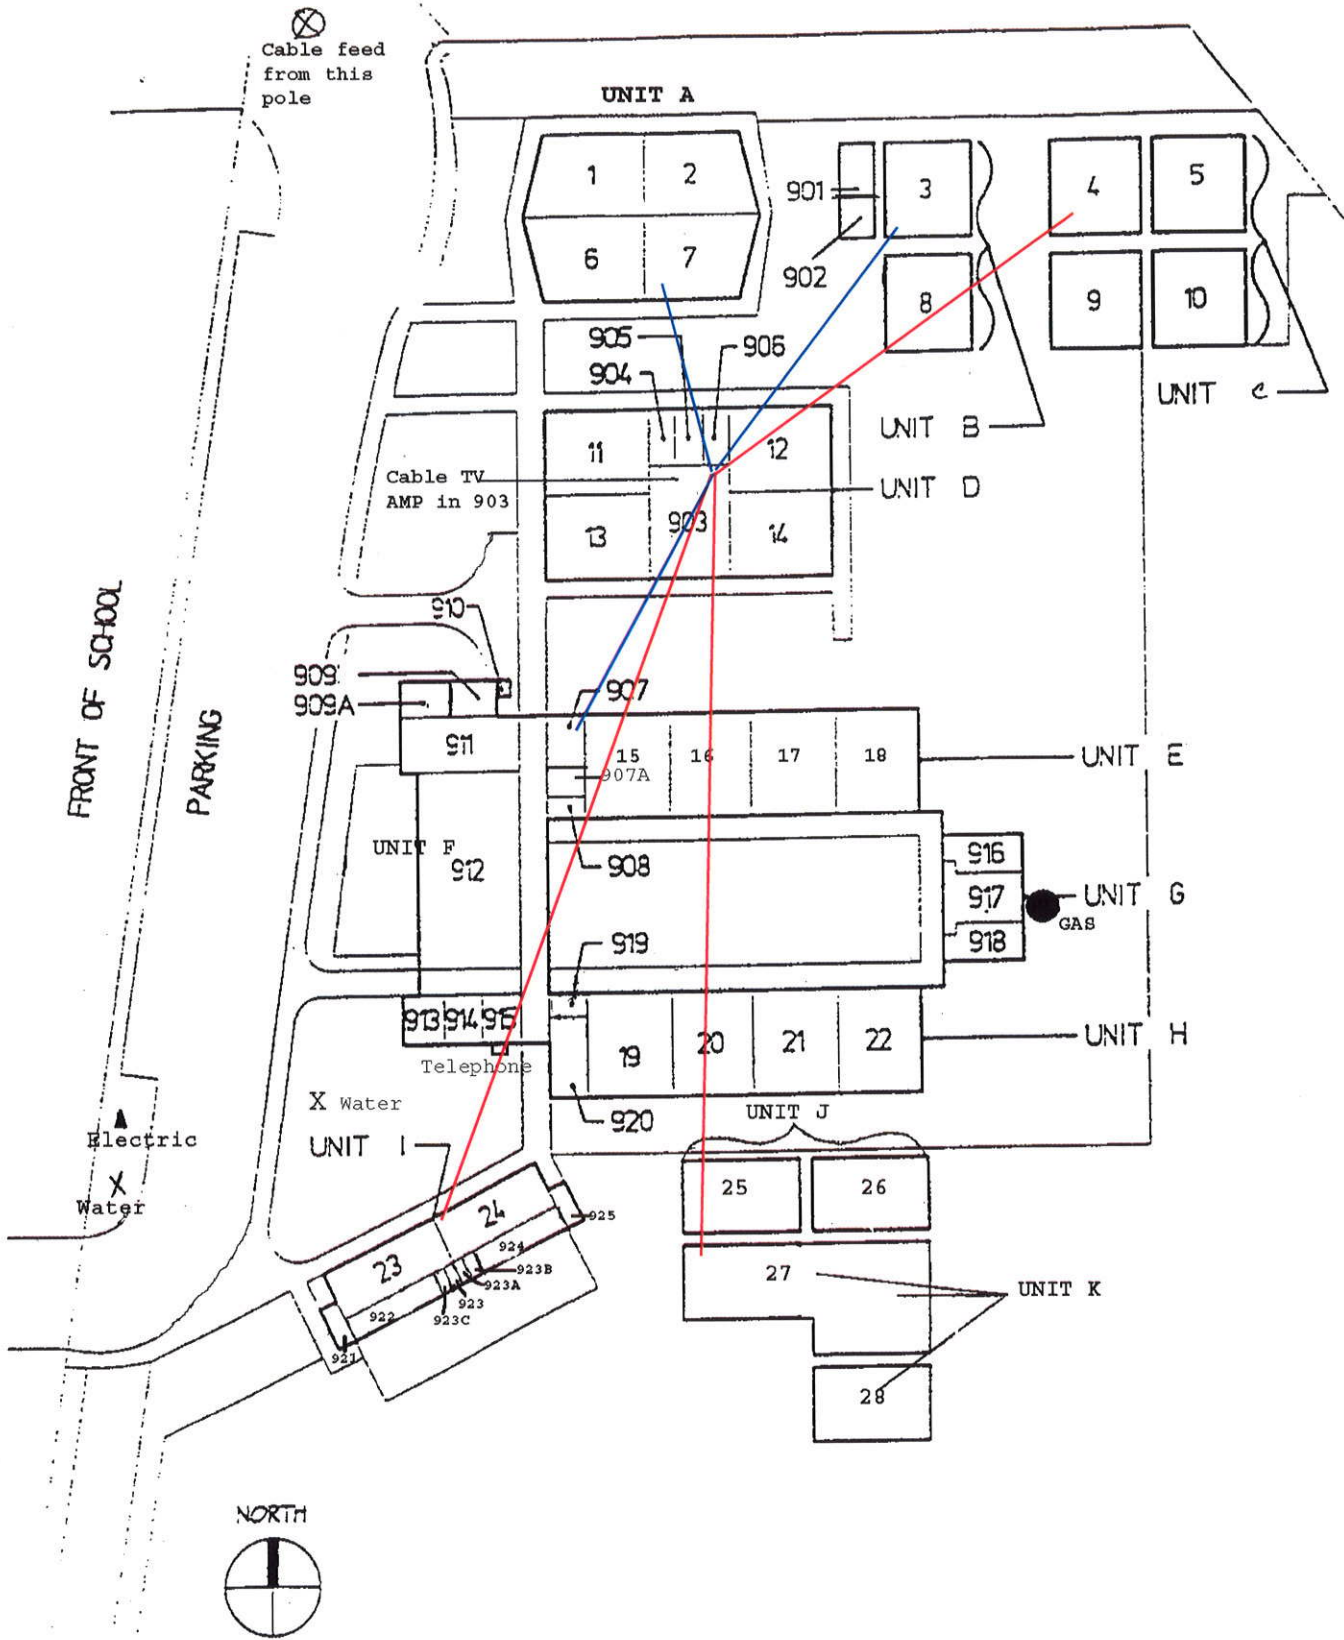 Cable feed
from this
pole
UNIT A
1
2
3
4
5
901
902
6
7
8
9
10
905
906
904
UNIT C
UNIT B
11
12
Cable TV
AMP in 903
UNIT D
903
13
14
FRONT OF SCHOOL
PARKING
910
909
909A
907
911
15
16
17
18
UNIT E
907A
UNIT F
912
908
916
917
UNIT G
GAS
918
919
913
914
915
19
20
21
22
UNIT H
Telephone
X Water
920
UNIT J
Electric
UNIT I
X
Water
25
26
24
925
924
23
923B
923A
923
923C
922
921
27
UNIT K
28
NORTH